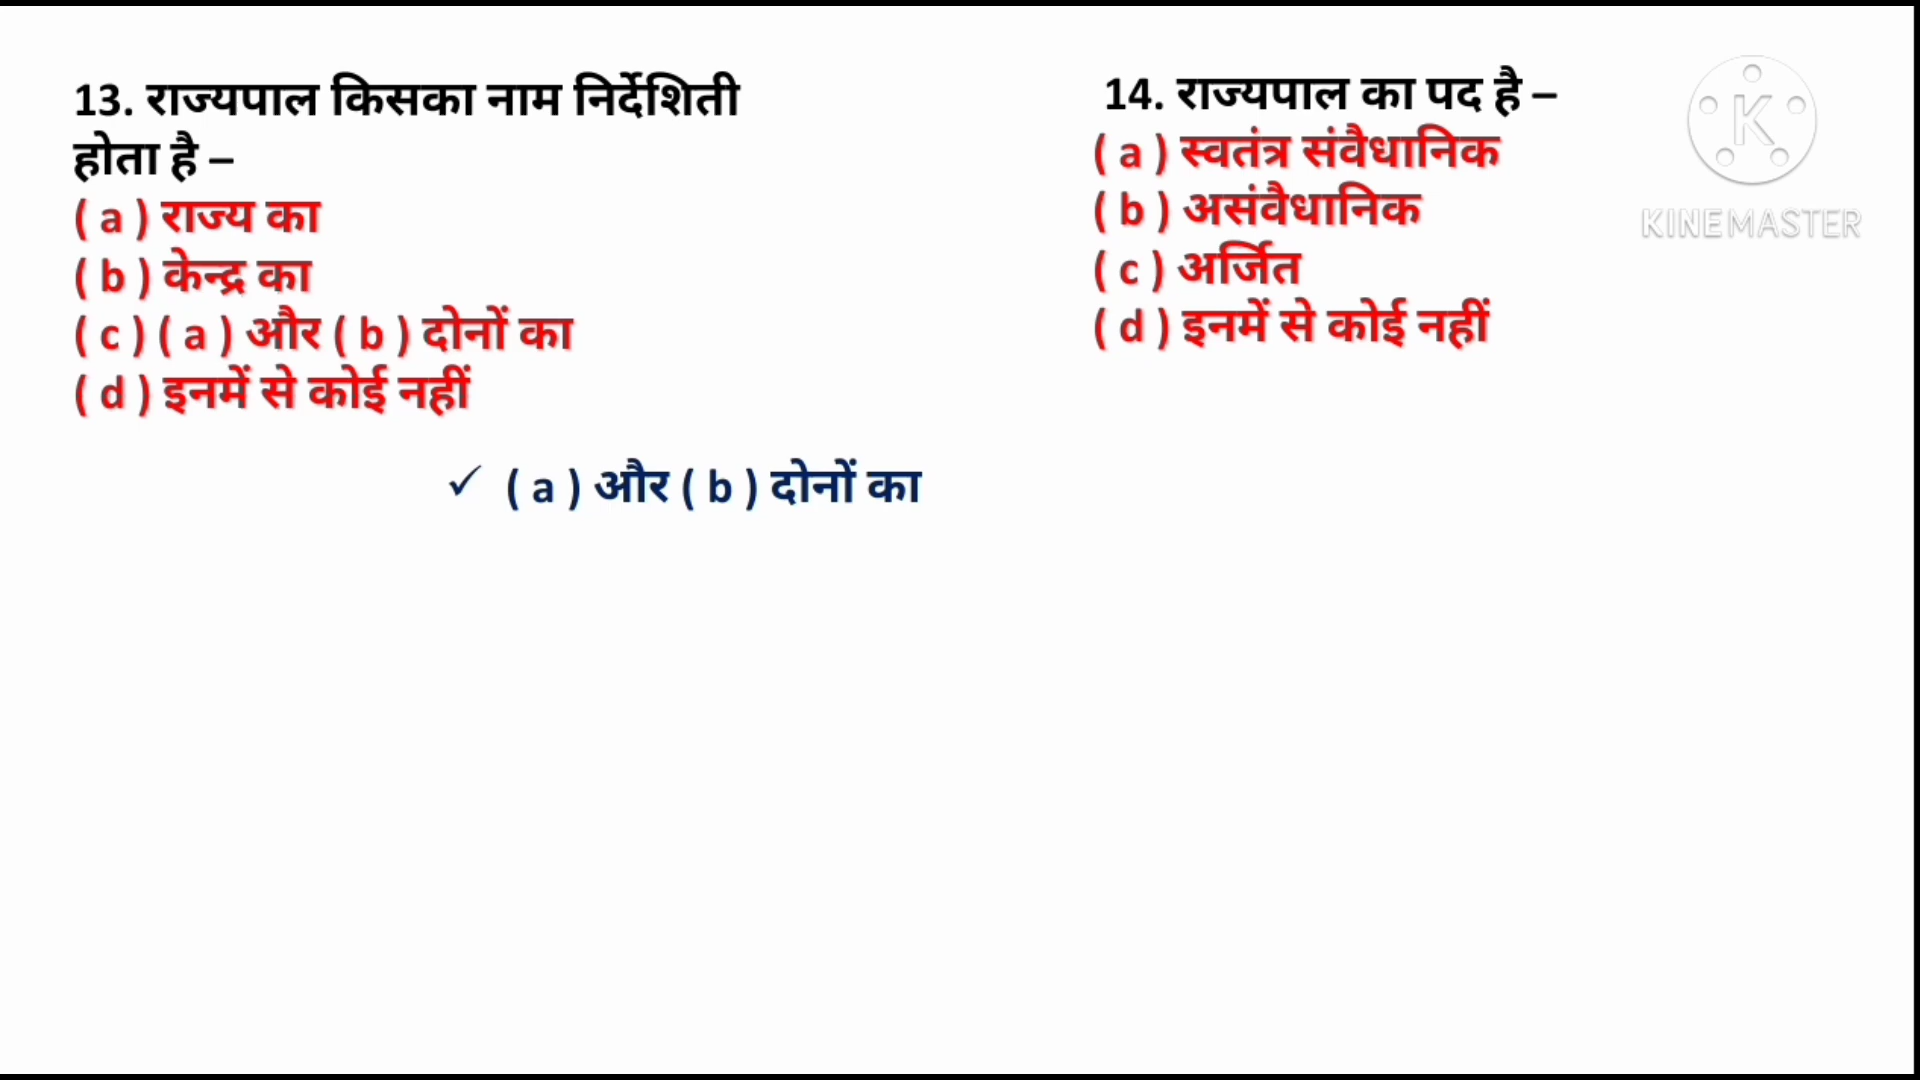 13. राज्यपाल किसका नाम निर्देशिती
होता है –
( a ) राज्य का
( b ) केन्द्र का
( c ) ( a ) और ( b ) दोनों का
( d ) इनमें से कोई नहीं
✓ ( a ) और ( b ) दोनों का
14. राज्यपाल का पद है –
( a ) स्वतंत्र संवैधानिक
( b ) असंवैधानिक
( c ) अर्जित
( d ) इनमें से कोई नहीं
K
KINEMASTER